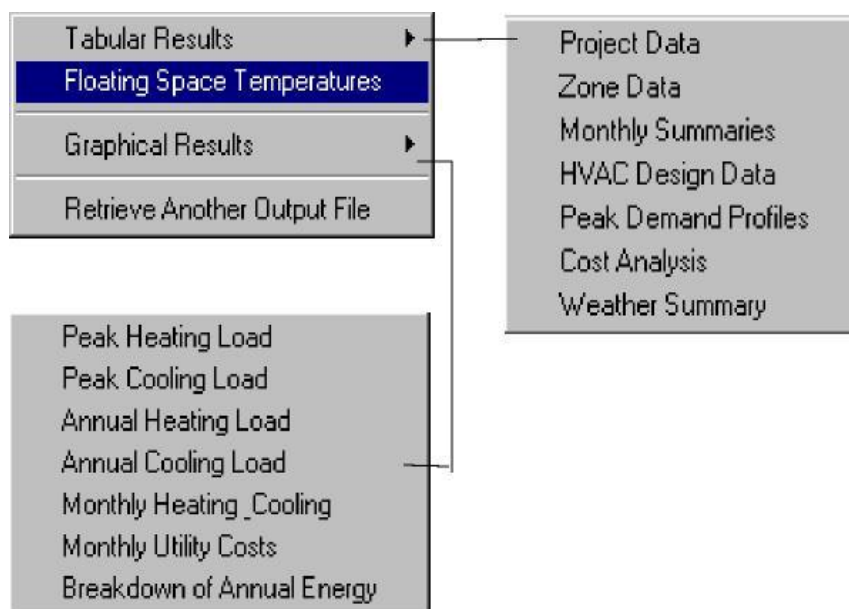 Tabular Results
Floating Space Temperatures
Graphical Results
Retrieve Another Output File
Project Data
Zone Data
Monthly Summaries
HVAC Design Data
Peak Demand Profiles
Cost Analysis
Weather Summary
Peak Heating Load
Peak Cooling Load
Annual Heating Load
Annual Cooling Load
Monthly Heating _Cooling
Monthly Utility Costs
Breakdown of Annual Energy